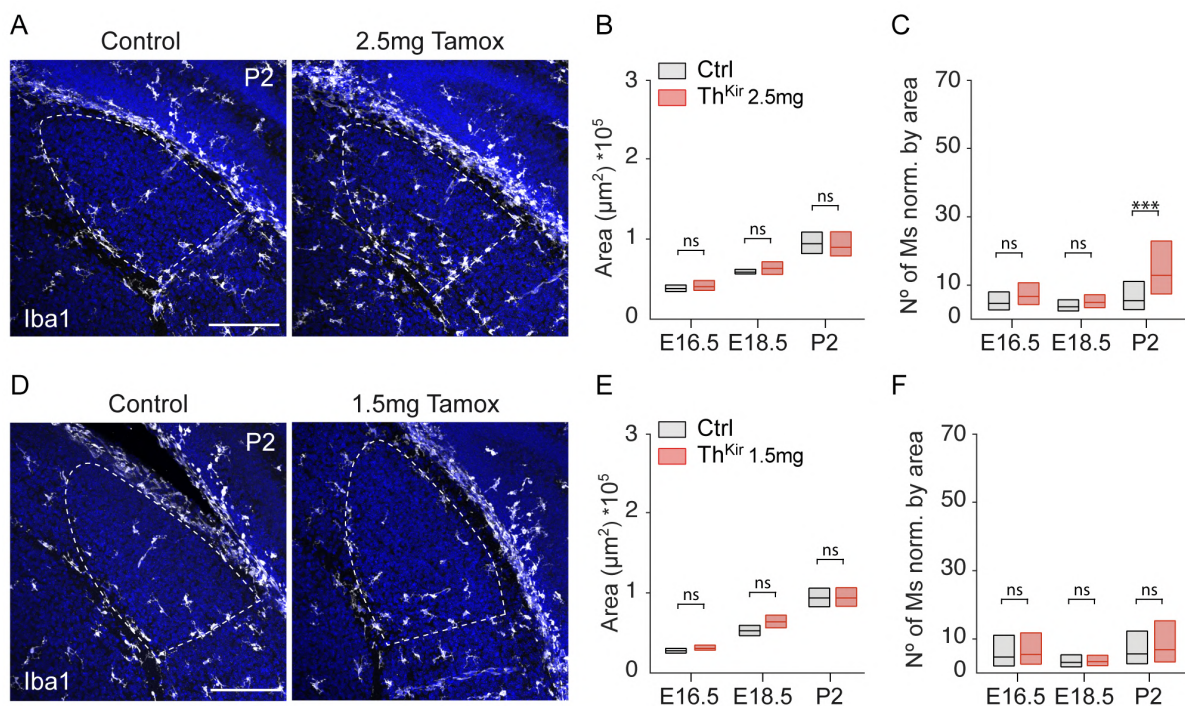 A
Control
2.5mg Tamox
P2
Iba1
B
Ctrl
Th^Kir 2.5mg
Area (µm²) *10⁵
3
2
1
0
ns
ns
ns
E16.5 E18.5 P2
C
Nº of Ms norm. by area
70
50
30
10
0
ns
ns
***
E16.5 E18.5 P2
D
Control
1.5mg Tamox
P2
Iba1
E
Ctrl
Th^Kir 1.5mg
Area (µm²) *10⁵
3
2
1
0
ns
ns
ns
E16.5 E18.5 P2
F
Nº of Ms norm. by area
70
50
30
10
0
ns
ns
ns
E16.5 E18.5 P2